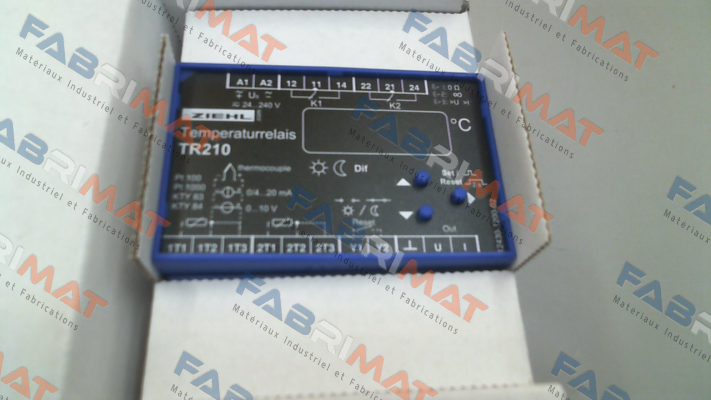 A1 A2 12 11 14 22 21 24
Us
24...240 V
K1
K2
ZIEHL
Temperaturrelais
TR210
°C
thermocouple
Dif
Set
Reset
Pt 100
Pt 1000
KTY 83
KTY 84
0/4...20 mA
0...10 V
Out
1T1 1T2 1T3 2T1 2T2 2T3 Y1 Y2 ⊥ U I
FABRIMAT
Matériaux Industriel et Fabrications